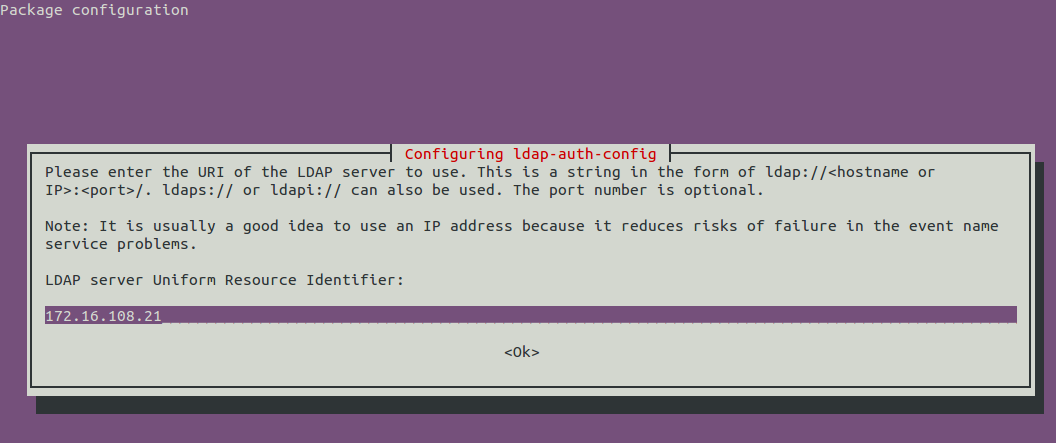 Package configuration
Configuring ldap-auth-config
Please enter the URI of the LDAP server to use. This is a string in the form of ldap://<hostname or
IP>:<port>/. ldaps:// or ldapi:// can also be used. The port number is optional.
Note: It is usually a good idea to use an IP address because it reduces risks of failure in the event name
service problems.
LDAP server Uniform Resource Identifier:
172.16.108.21
<Ok>